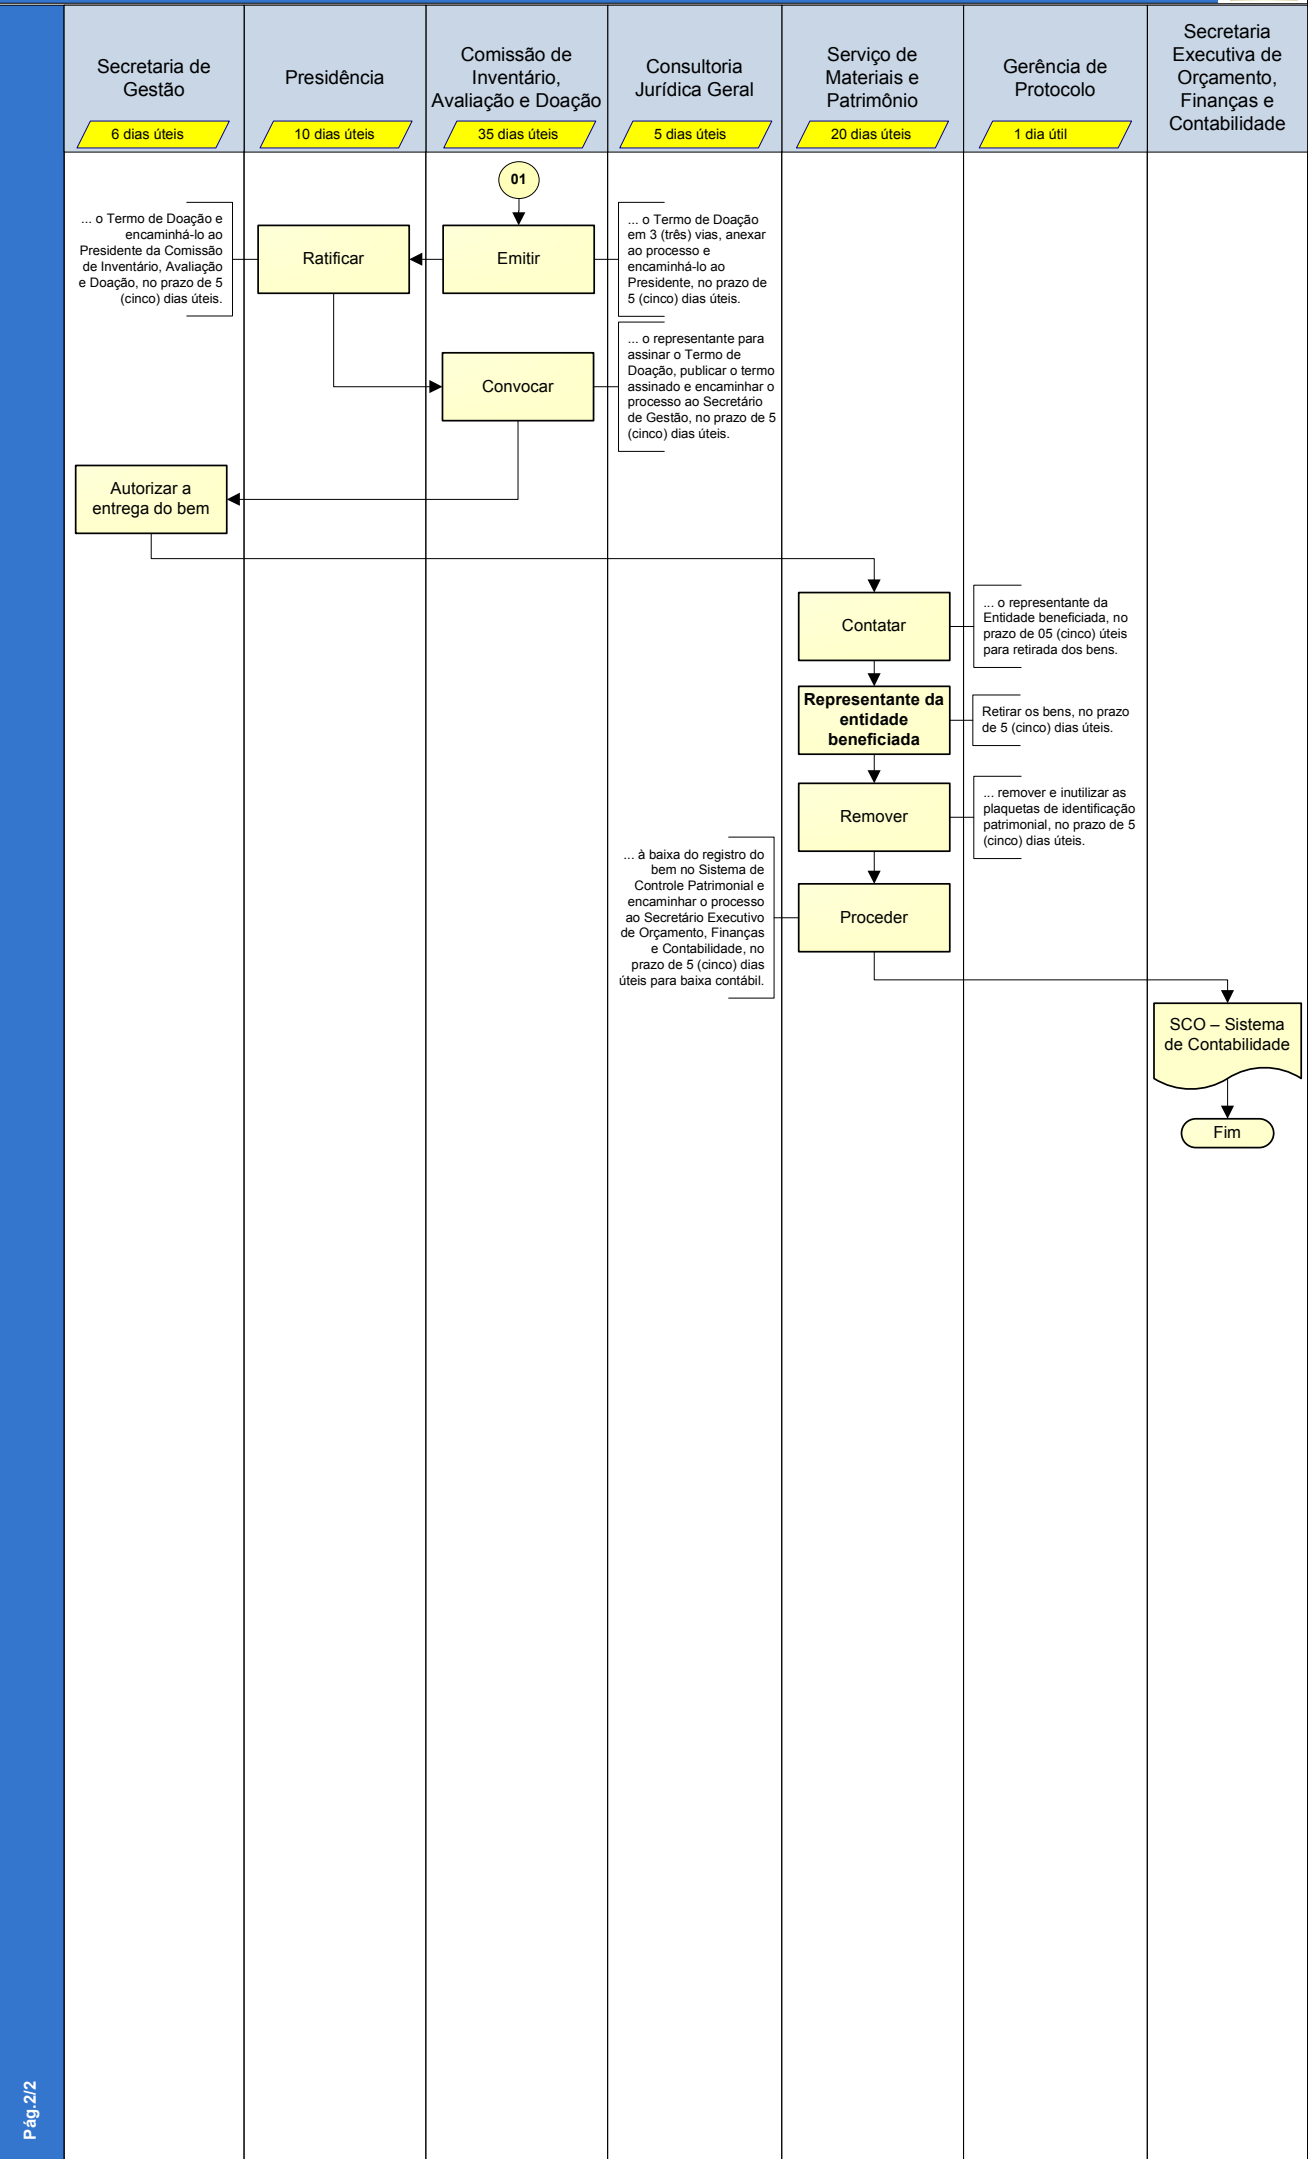 Secretaria de
Gestão
6 dias úteis
Presidência
10 dias úteis
Comissão de
Inventário,
Avaliação e Doação
35 dias úteis
Consultoria
Jurídica Geral
5 dias úteis
Serviço de
Materiais e
Patrimônio
20 dias úteis
Gerência de
Protocolo
1 dia útil
Secretaria
Executiva de
Orçamento,
Finanças e
Contabilidade
01
Emitir
... o Termo de Doação
em 3 (três) vias, anexar
ao processo e
encaminhá-lo ao
Presidente, no prazo de
5 (cinco) dias úteis.
Ratificar
... o Termo de Doação e
encaminhá-lo ao
Presidente da Comissão
de Inventário, Avaliação
e Doação, no prazo de 5
(cinco) dias úteis.
Convocar
... o representante para
assinar o Termo de
Doação, publicar o termo
assinado e encaminhar o
processo ao Secretário
de Gestão, no prazo de 5
(cinco) dias úteis.
Autorizar a
entrega do bem
Contatar
... o representante da
Entidade beneficiada, no
prazo de 05 (cinco) úteis
para retirada dos bens.
Representante da
entidade
beneficiada
Retirar os bens, no prazo
de 5 (cinco) dias úteis.
Remover
... remover e inutilizar as
plaquetas de identificação
patrimonial, no prazo de 5
(cinco) dias úteis.
Proceder
... à baixa do registro do
bem no Sistema de
Controle Patrimonial e
encaminhar o processo
ao Secretário Executivo
de Orçamento, Finanças
e Contabilidade, no
prazo de 5 (cinco) dias
úteis para baixa contábil.
SCO – Sistema
de Contabilidade
Fim
Pág.2/2